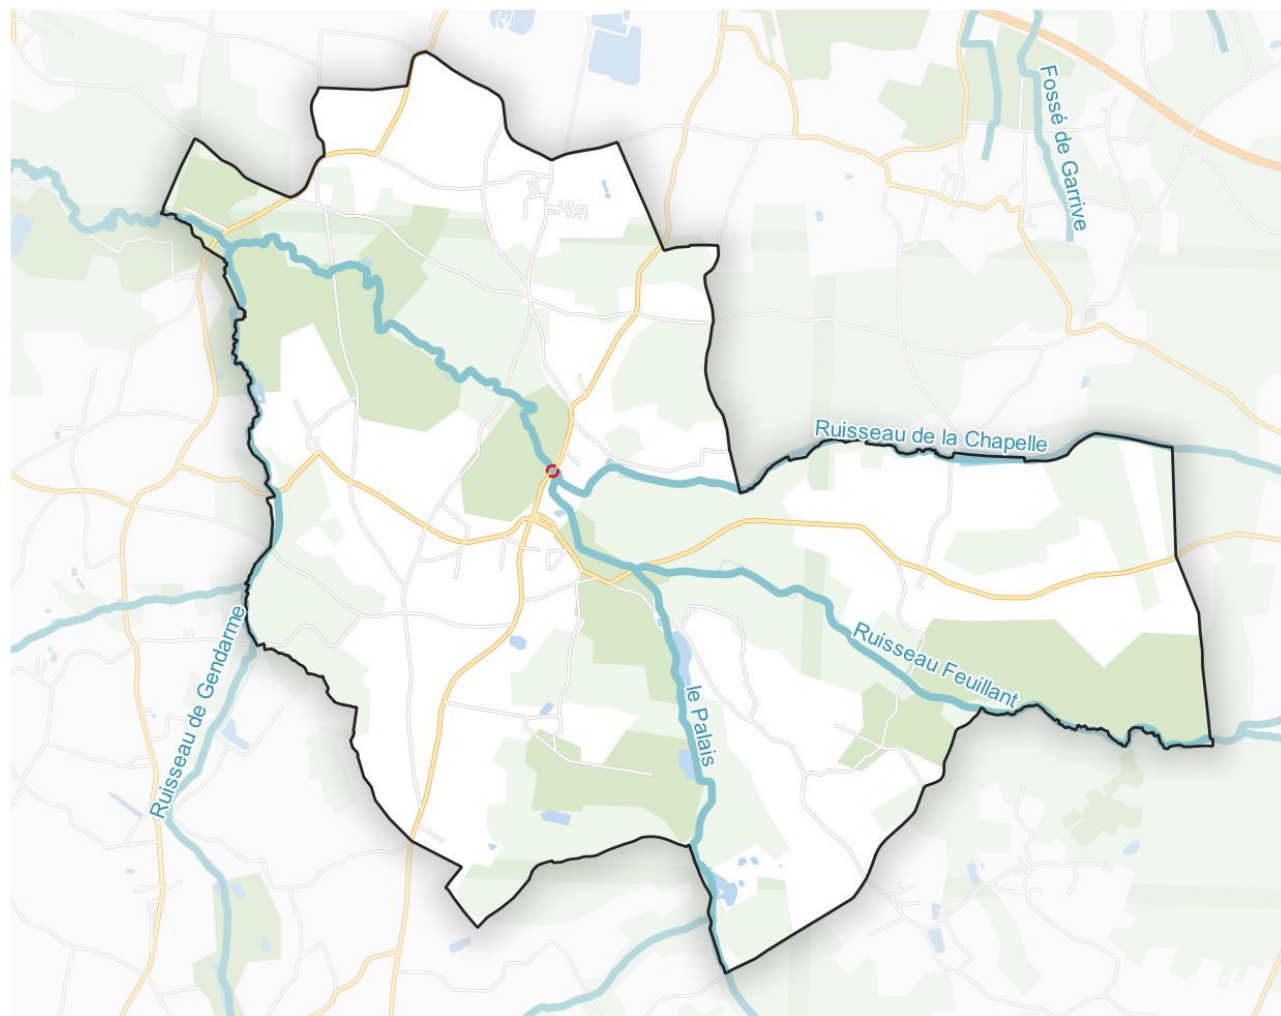 Fossé de Garrive
Ruisseau de la Chapelle
Ruisseau de Gendarme
Ruisseau Feuillant
le Palais